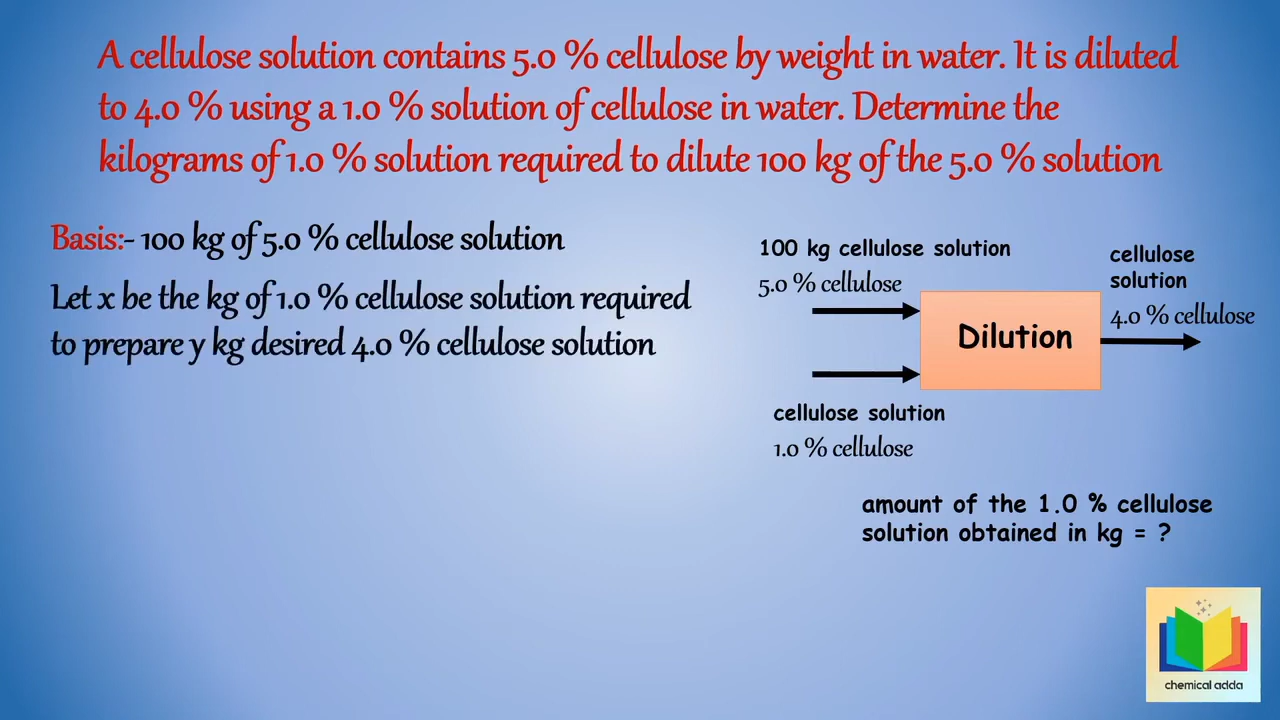 A cellulose solution contains 5.0 % cellulose by weight in water. It is diluted
to 4.0 % using a 1.0 % solution of cellulose in water. Determine the
kilograms of 1.0 % solution required to dilute 100 kg of the 5.0 % solution
Basis:- 100 kg of 5.0 % cellulose solution
Let x be the kg of 1.0 % cellulose solution required
to prepare y kg desired 4.0 % cellulose solution
100 kg cellulose solution
5.0 % cellulose
cellulose
solution
4.0 % cellulose
Dilution
cellulose solution
1.0 % cellulose
amount of the 1.0 % cellulose
solution obtained in kg = ?
chemical adda